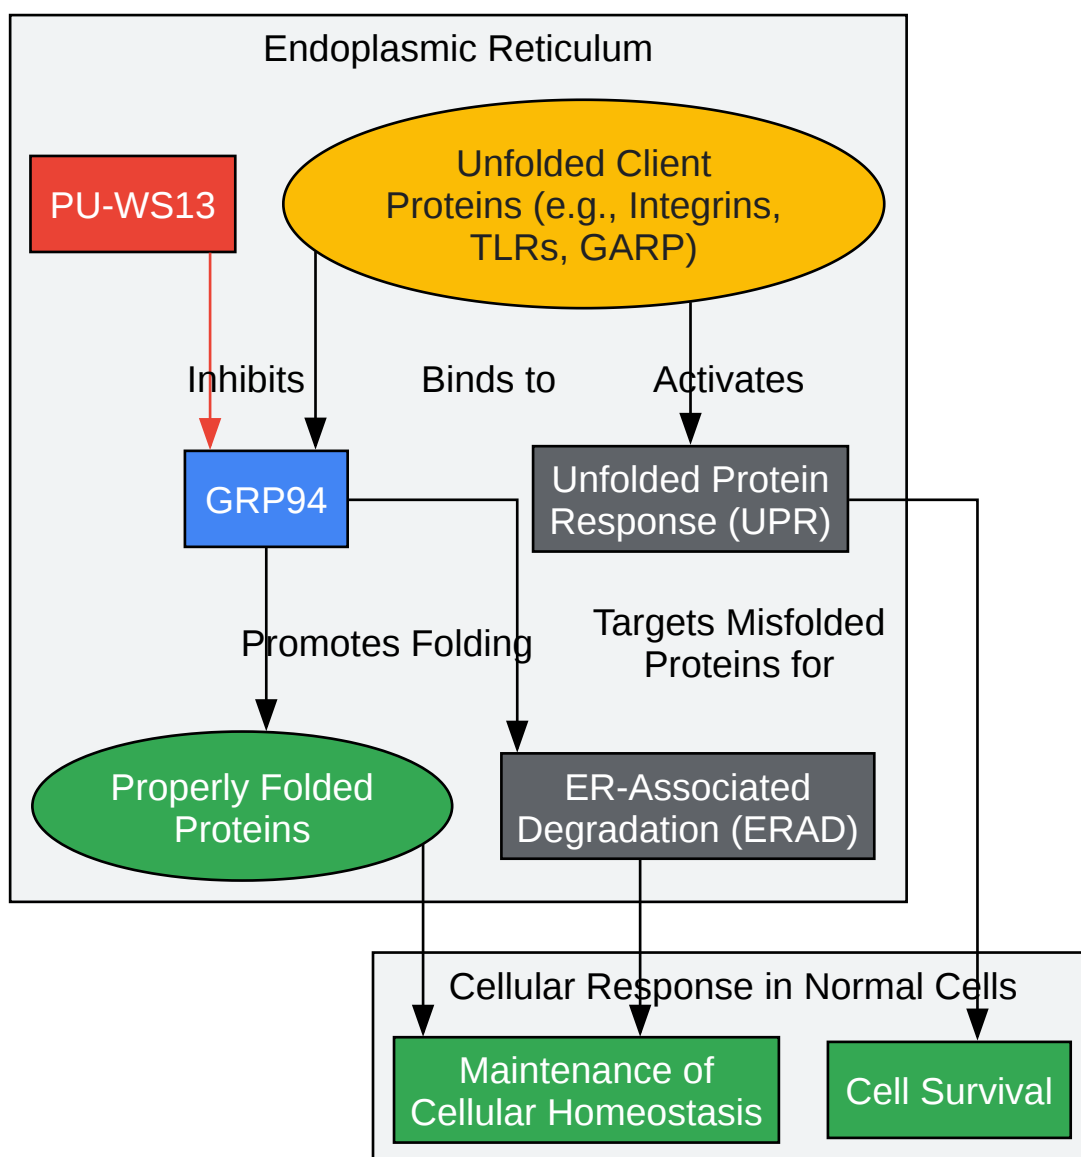 Endoplasmic Reticulum
PU-WS13
Unfolded Client
Proteins (e.g., Integrins,
TLRs, GARP)
Inhibits
Binds to
Activates
GRP94
Unfolded Protein
Response (UPR)
Promotes Folding
Targets Misfolded
Proteins for
Properly Folded
Proteins
ER-Associated
Degradation (ERAD)
Cellular Response in Normal Cells
Maintenance of
Cellular Homeostasis
Cell Survival